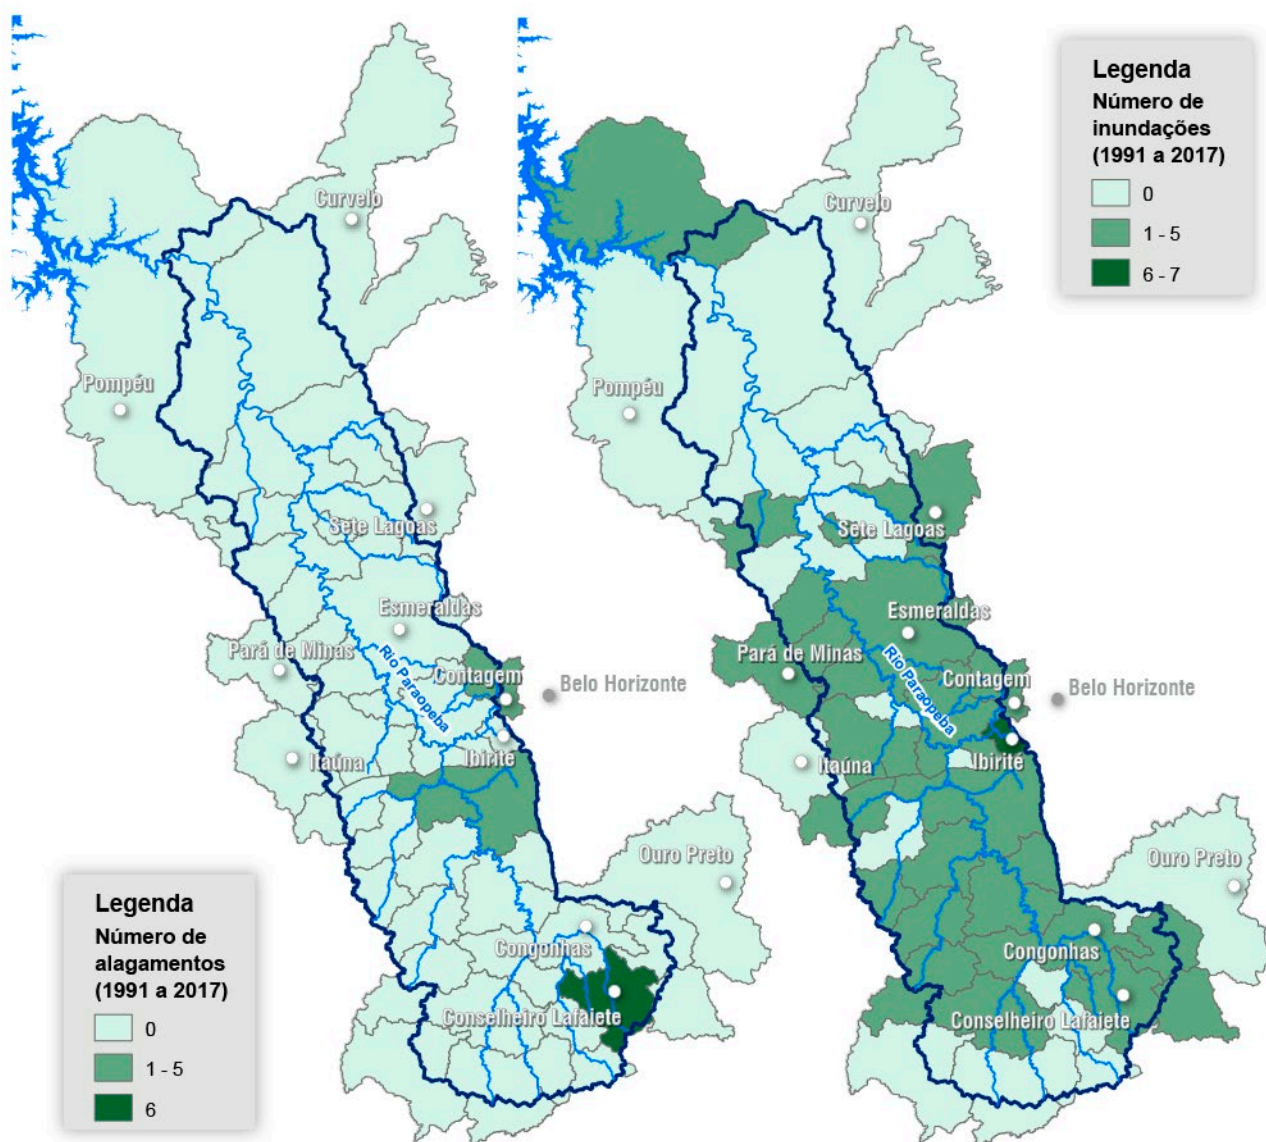 Legenda
Número de
inundações
(1991 a 2017)
0
1 - 5
6 - 7
Curvelo
Pompéu
Sete Lagoas
Esmeraldas
Pará de Minas
Rio Paraopeba
Contagem
Belo Horizonte
Ibirité
Itaúna
Ouro Preto
Congonhas
Conselheiro Lafaiete
Legenda
Número de
alagamentos
(1991 a 2017)
0
1 - 5
6
Curvelo
Pompéu
Sete Lagoas
Esmeraldas
Pará de Minas
Rio Paraopeba
Contagem
Belo Horizonte
Ibirité
Itaúna
Ouro Preto
Congonhas
Conselheiro Lafaiete